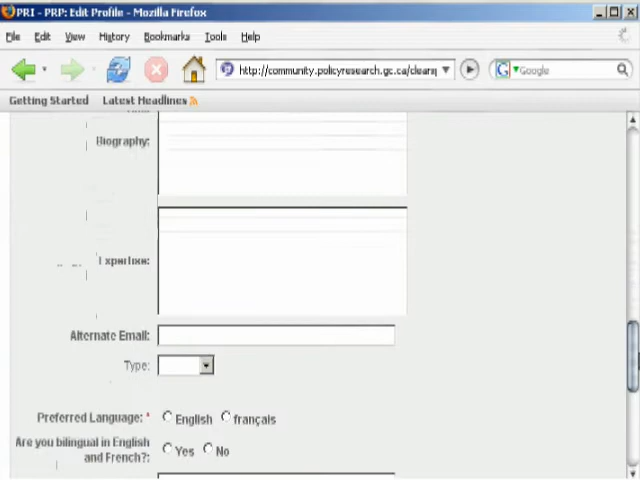 PRI - PRP: Edit Profile - Mozilla Firefox
File Edit View History Bookmarks Tools Help
http://community.policyresearch.gc.ca/clearin
Google
Getting Started Latest Headlines
Biography:
Expertise:
Alternate Email:
Type:
Preferred Language: * English français
Are you bilingual in English
and French?: Yes No